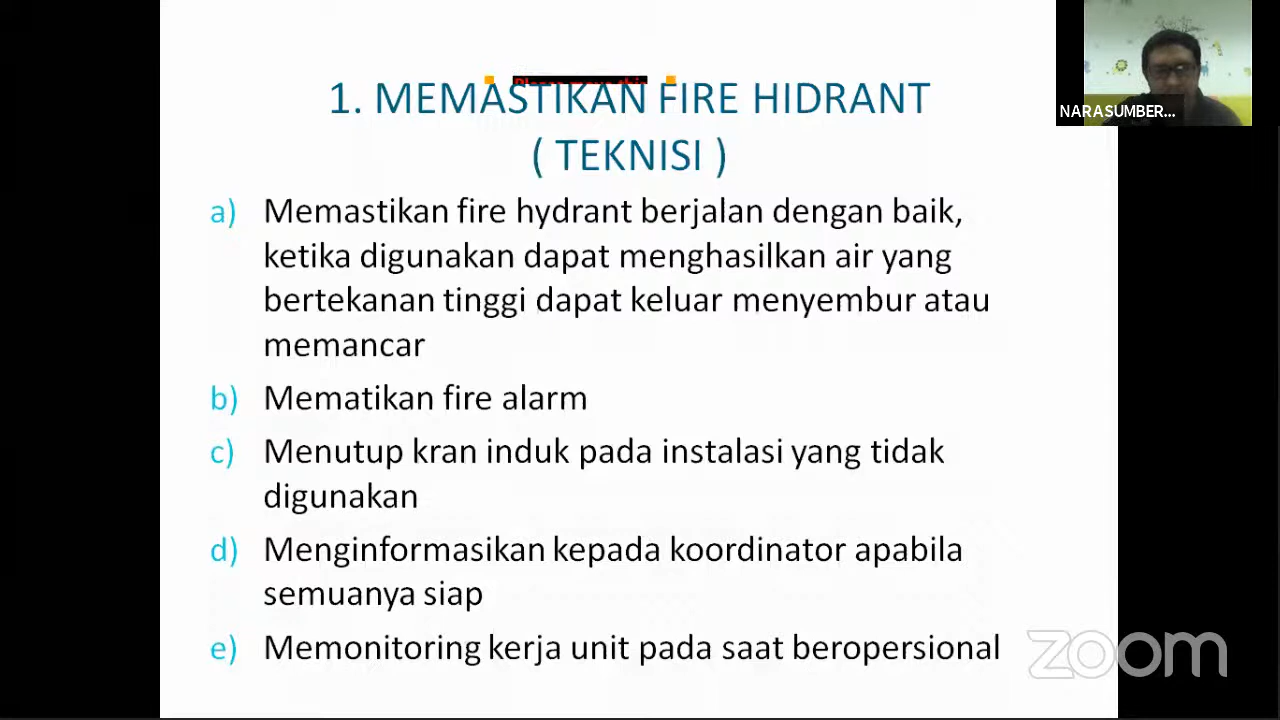 1. MEMASTIKAN FIRE HIDRANT
( TEKNISI )
a) Memastikan fire hydrant berjalan dengan baik,
ketika digunakan dapat menghasilkan air yang
bertekanan tinggi dapat keluar menyembur atau
memancar
b) Mematikan fire alarm
c) Menutup kran induk pada instalasi yang tidak
digunakan
d) Menginformasikan kepada koordinator apabila
semuanya siap
e) Memonitoring kerja unit pada saat beropersional
NARASUMBER...
zoom